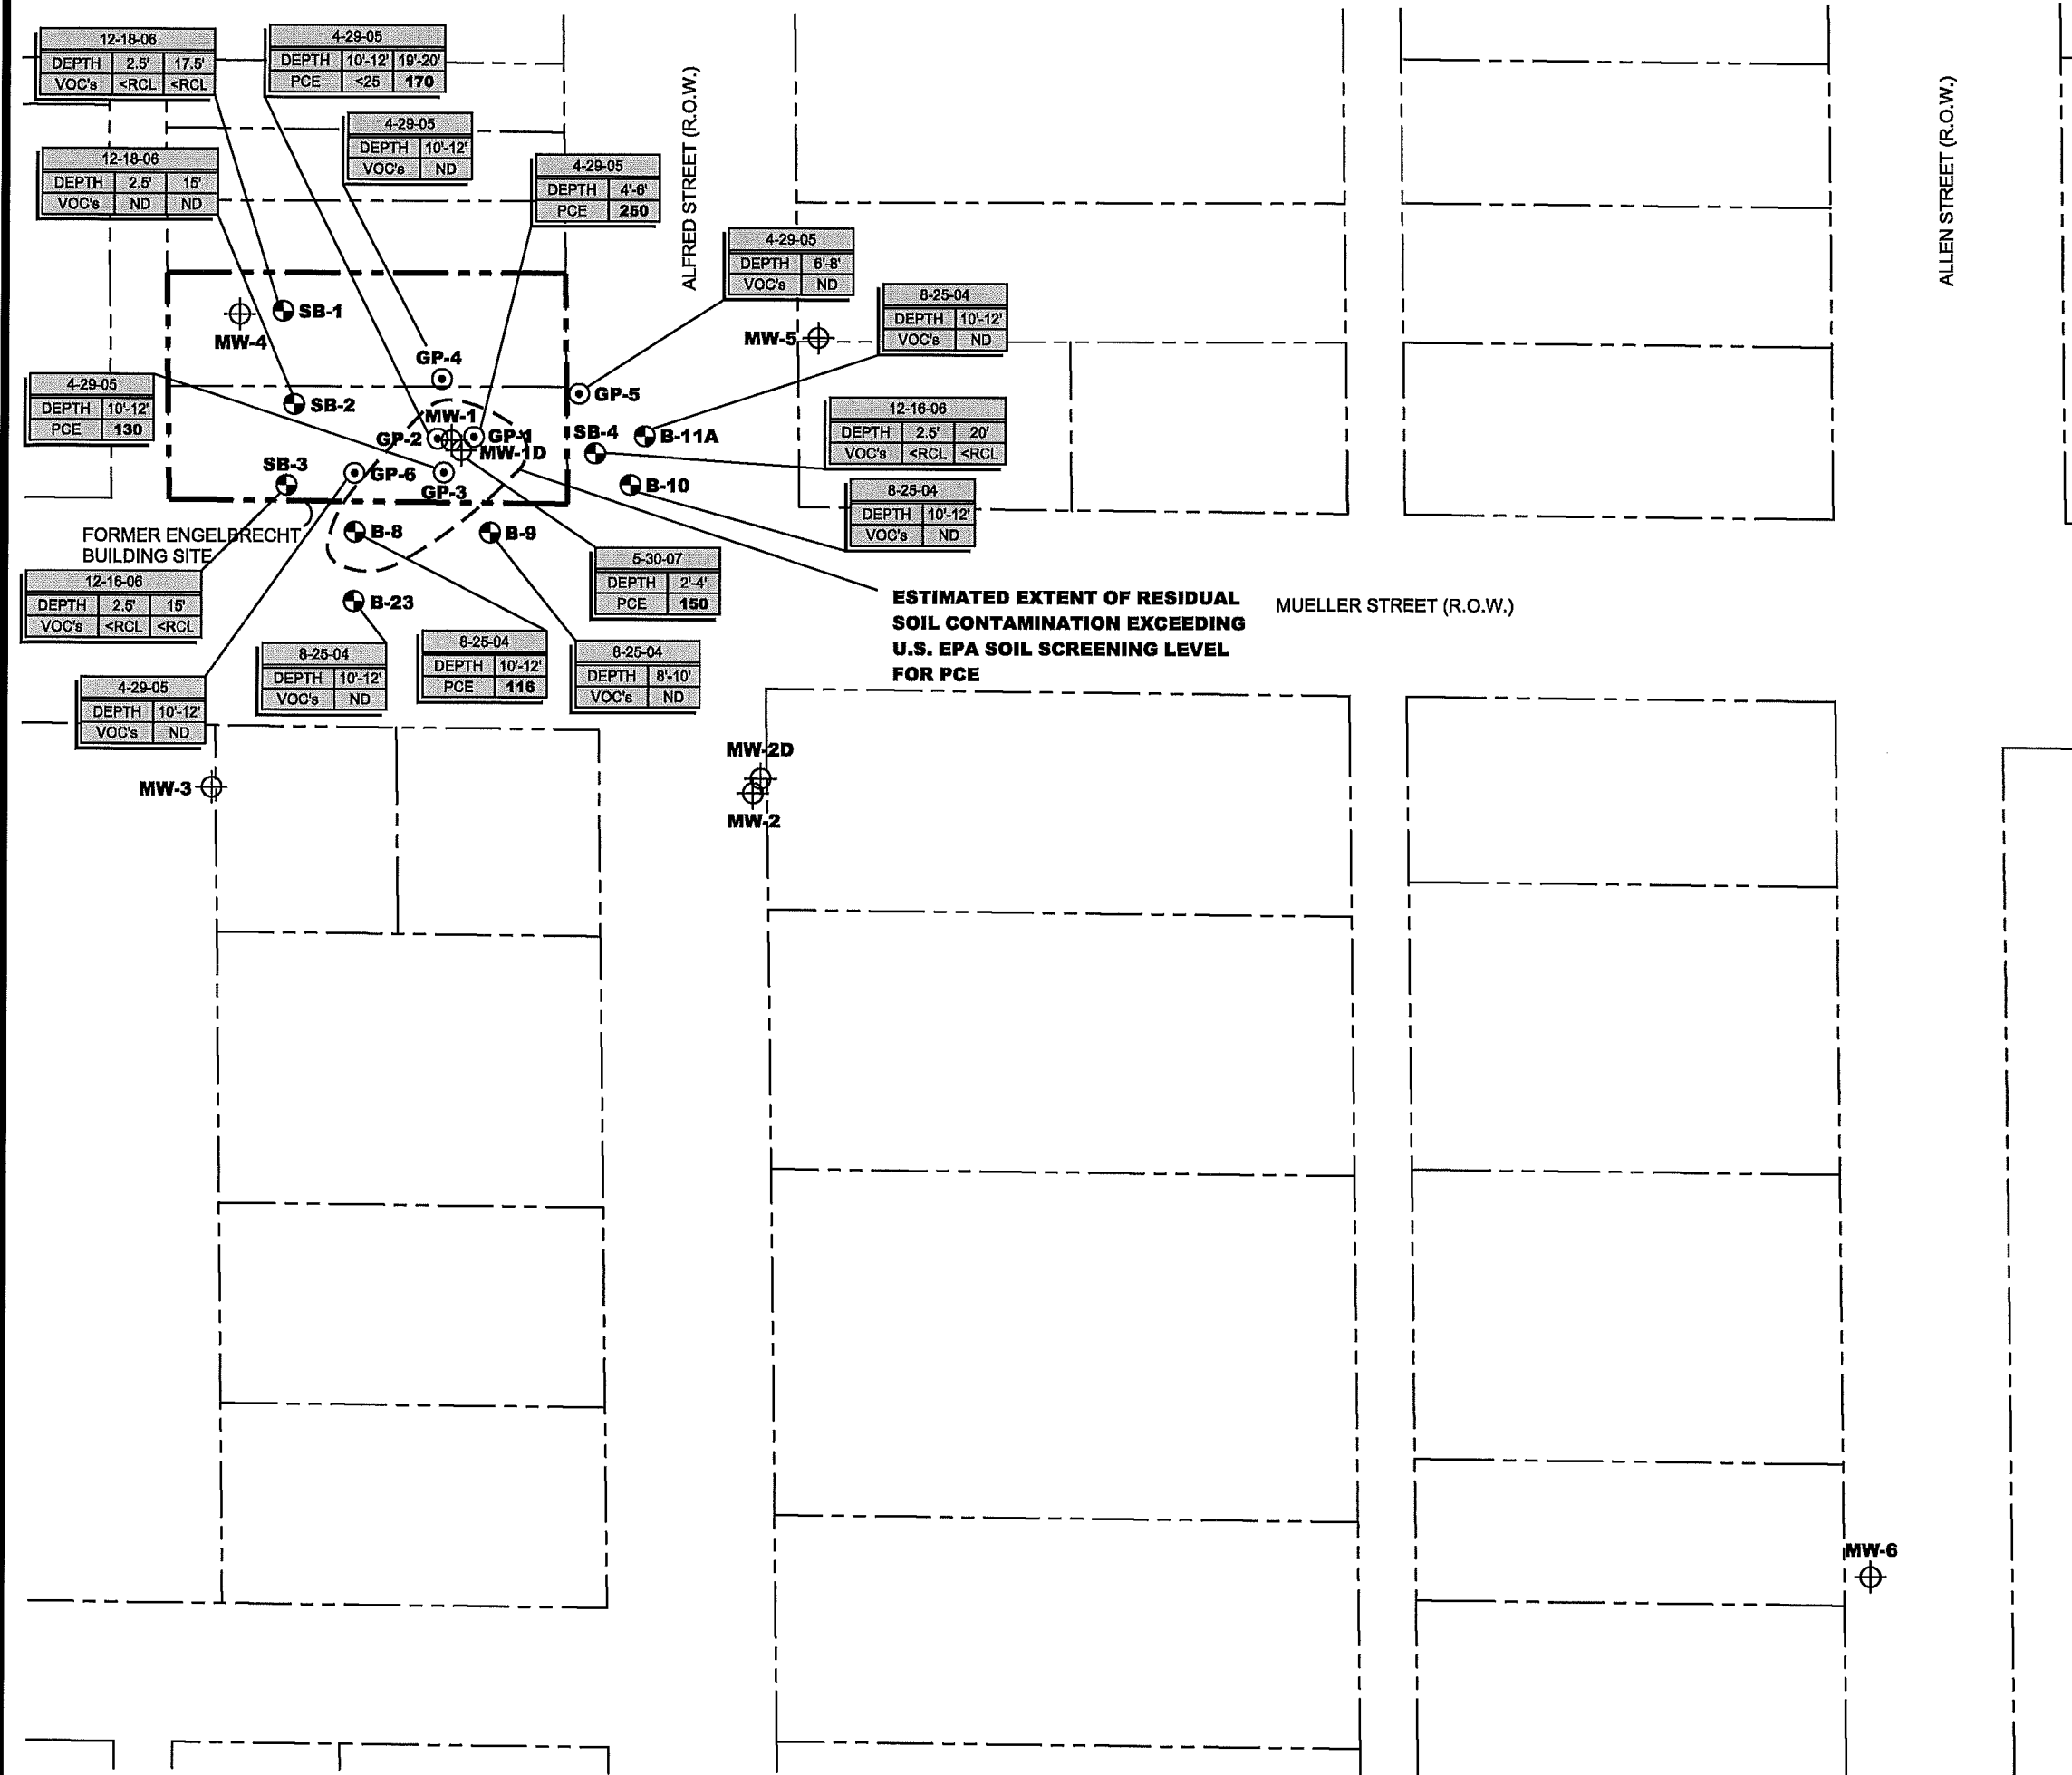 12-18-06
DEPTH 2.5' 17.5'
VOC's <RCL <RCL
4-29-05
DEPTH 10'-12' 19'-20'
PCE <25 170
4-29-05
DEPTH 10'-12'
VOC's ND
12-18-06
DEPTH 2.5' 15'
VOC's ND ND
4-29-05
DEPTH 4'-6'
PCE 250
ALFRED STREET (R.O.W.)
ALLEN STREET (R.O.W.)
4-29-05
DEPTH 6'-8'
VOC's ND
8-25-04
DEPTH 10'-12'
VOC's ND
SB-1
MW-4
MW-5
GP-4
4-29-05
DEPTH 10'-12'
PCE 130
SB-2
GP-5
MW-1
GP-2
GP-1
MW-1D
SB-4
B-11A
12-16-06
DEPTH 2.5' 20'
VOC's <RCL <RCL
SB-3
GP-6
GP-3
B-10
8-25-04
DEPTH 10'-12'
VOC's ND
FORMER ENGELBRECHT
BUILDING SITE
B-8
B-9
12-16-06
DEPTH 2.5' 15'
VOC's <RCL <RCL
5-30-07
DEPTH 2'-4'
PCE 150
B-23
ESTIMATED EXTENT OF RESIDUAL
SOIL CONTAMINATION EXCEEDING
U.S. EPA SOIL SCREENING LEVEL
FOR PCE
MUELLER STREET (R.O.W.)
8-25-04
DEPTH 10'-12'
VOC's ND
8-25-04
DEPTH 10'-12'
PCE 116
8-25-04
DEPTH 8'-10'
VOC's ND
4-29-05
DEPTH 10'-12'
VOC's ND
MW-3
MW-2D
MW-2
MW-6